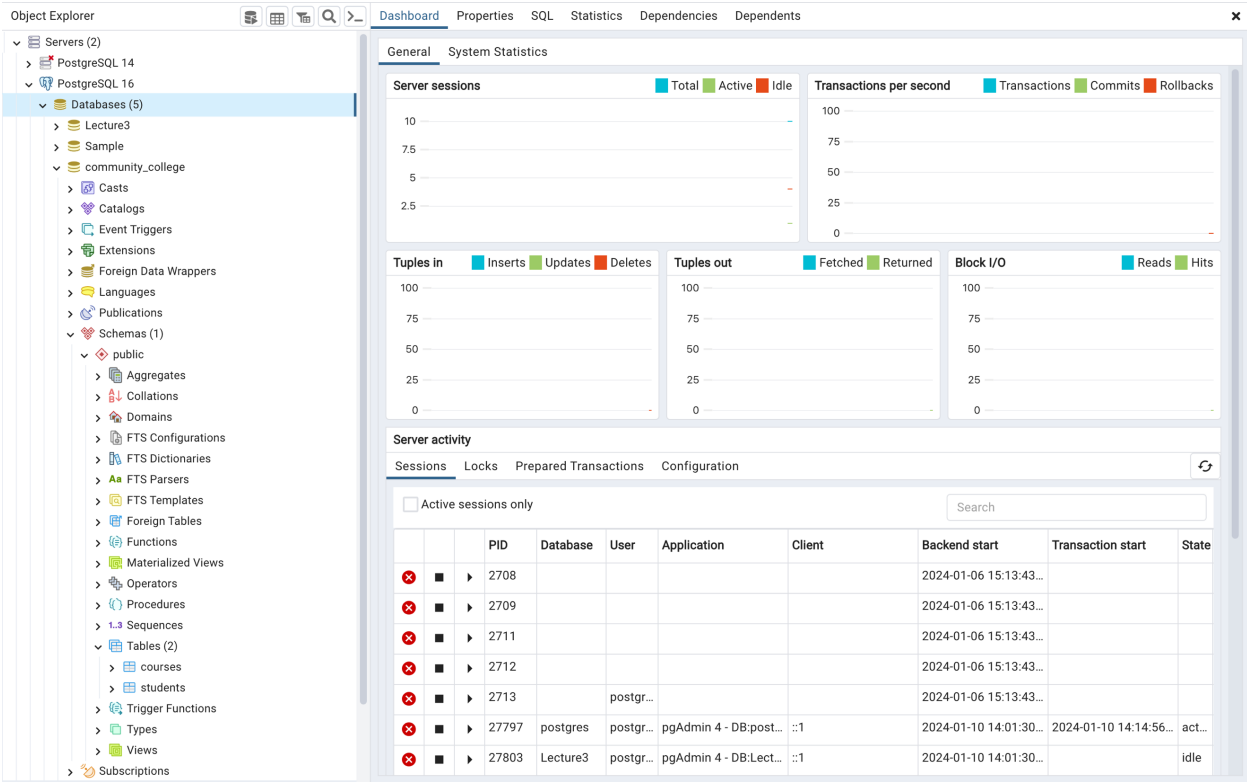 Object Explorer
Servers (2)
PostgreSQL 14
PostgreSQL 16
Databases (5)
Lecture3
Sample
community_college
Casts
Catalogs
Event Triggers
Extensions
Foreign Data Wrappers
Languages
Publications
Schemas (1)
public
Aggregates
Collations
Domains
FTS Configurations
FTS Dictionaries
Aa FTS Parsers
FTS Templates
Foreign Tables
Functions
Materialized Views
Operators
Procedures
1..3 Sequences
Tables (2)
courses
students
Trigger Functions
Types
Views
Subscriptions
Dashboard Properties SQL Statistics Dependencies Dependents
General System Statistics
Server sessions Total Active Idle
10
7.5
5
2.5
Transactions per second Transactions Commits Rollbacks
100
75
50
25
0
Tuples in Inserts Updates Deletes
100
75
50
25
0
Tuples out Fetched Returned
100
75
50
25
0
Block I/O Reads Hits
100
75
50
25
0
Server activity
Sessions Locks Prepared Transactions Configuration
Active sessions only Search
PID Database User Application Client Backend start Transaction start State
2708 2024-01-06 15:13:43...
2709 2024-01-06 15:13:43...
2711 2024-01-06 15:13:43...
2712 2024-01-06 15:13:43...
2713 postgr... 2024-01-06 15:13:43...
27797 postgres postgr... pgAdmin 4 - DB:post... ::1 2024-01-10 14:01:30... 2024-01-10 14:14:56... act...
27803 Lecture3 postgr... pgAdmin 4 - DB:Lect... ::1 2024-01-10 14:01:30... idle